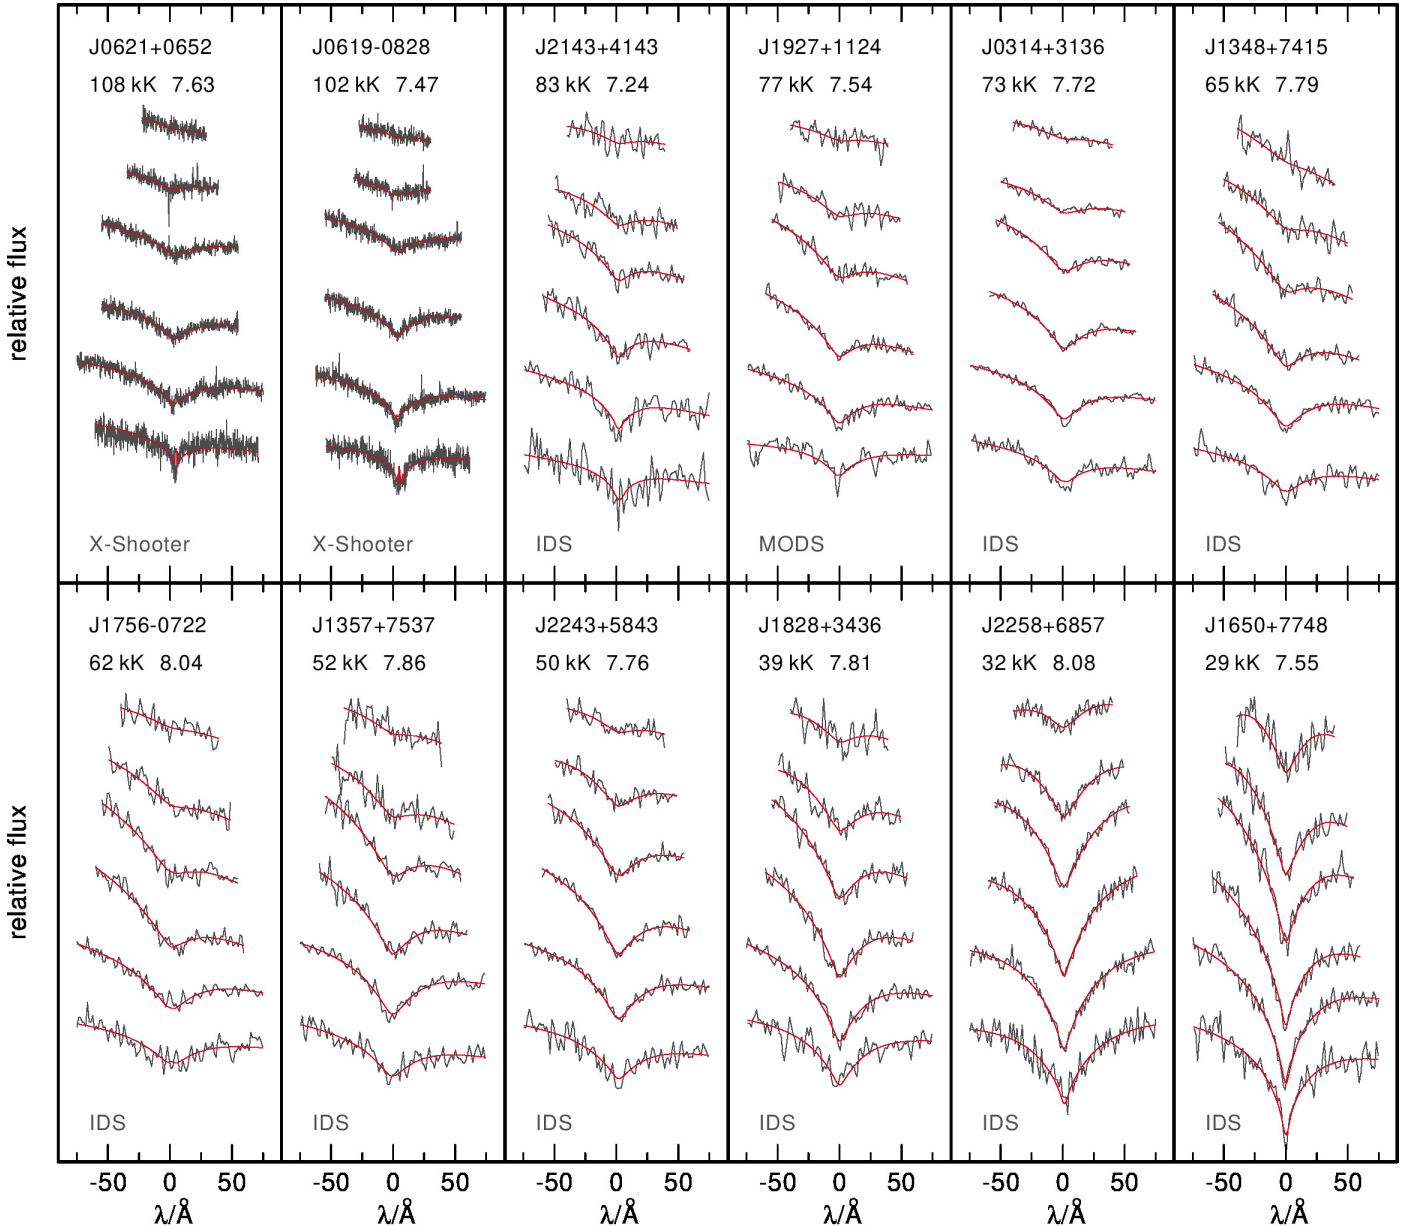 J0621+0652 J0619-0828 J2143+4143 J1927+1124 J0314+3136 J1348+7415
108 kK 7.63 102 kK 7.47 83 kK 7.24 77 kK 7.54 73 kK 7.72 65 kK 7.79
relative flux
X-Shooter X-Shooter IDS MODS IDS IDS
J1756-0722 J1357+7537 J2243+5843 J1828+3436 J2258+6857 J1650+7748
62 kK 8.04 52 kK 7.86 50 kK 7.76 39 kK 7.81 32 kK 8.08 29 kK 7.55
relative flux
IDS IDS IDS IDS IDS IDS
-50 0 50 -50 0 50 -50 0 50 -50 0 50 -50 0 50 -50 0 50
λ/Å λ/Å λ/Å λ/Å λ/Å λ/Å